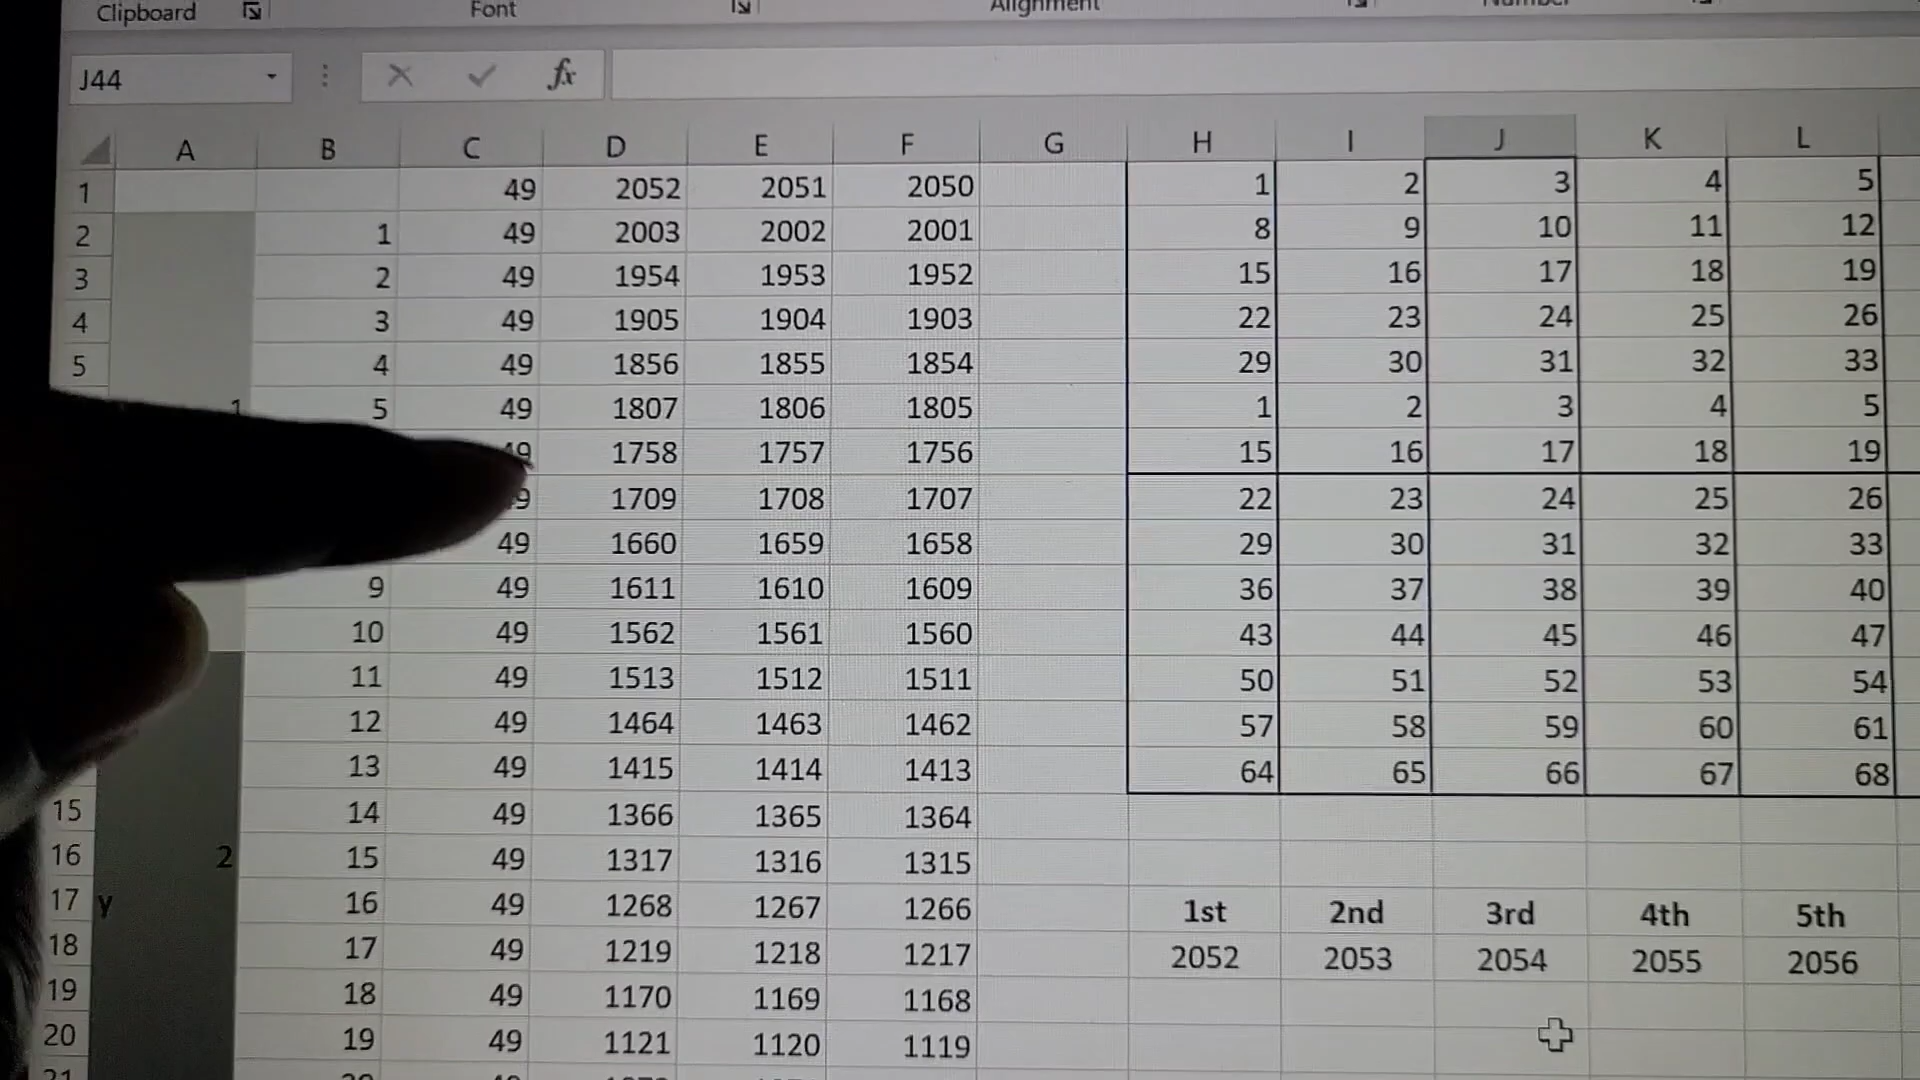 Clipboard Font Alignment
J44 fx
A B C D E F G H I J K L
1 49 2052 2051 2050 1 2 3 4 5
2 1 49 2003 2002 2001 8 9 10 11 12
3 2 49 1954 1953 1952 15 16 17 18 19
4 3 49 1905 1904 1903 22 23 24 25 26
5 4 49 1856 1855 1854 29 30 31 32 33
1 5 49 1807 1806 1805 1 2 3 4 5
49 1758 1757 1756 15 16 17 18 19
1709 1708 1707 22 23 24 25 26
49 1660 1659 1658 29 30 31 32 33
9 49 1611 1610 1609 36 37 38 39 40
10 49 1562 1561 1560 43 44 45 46 47
11 49 1513 1512 1511 50 51 52 53 54
12 49 1464 1463 1462 57 58 59 60 61
13 49 1415 1414 1413 64 65 66 67 68
15 14 49 1366 1365 1364
16 2 15 49 1317 1316 1315
17 y 16 49 1268 1267 1266 1st 2nd 3rd 4th 5th
18 17 49 1219 1218 1217 2052 2053 2054 2055 2056
19 18 49 1170 1169 1168
20 19 49 1121 1120 1119